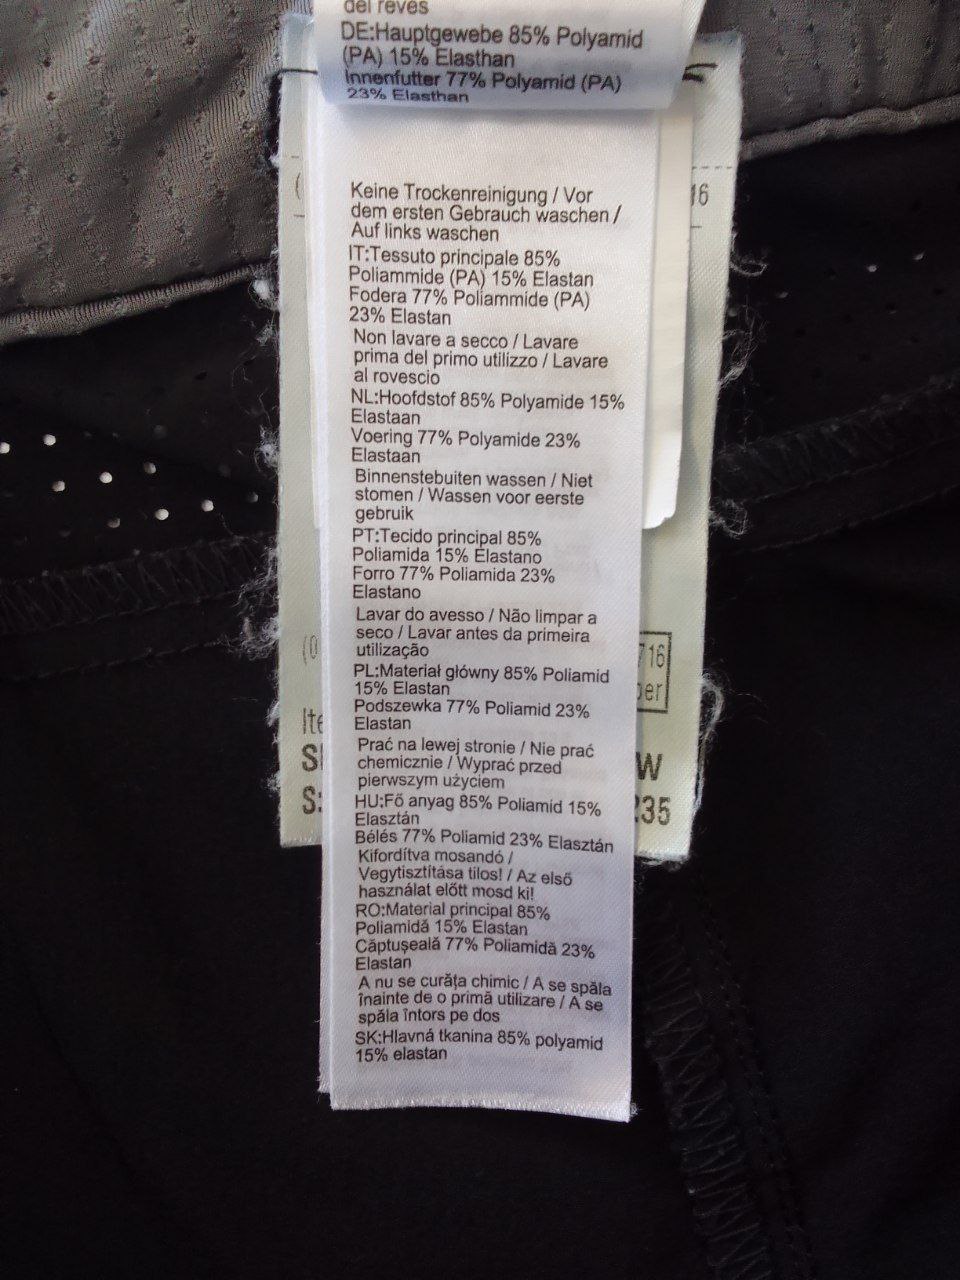 del revés
DE:Hauptgewebe 85% Polyamid
(PA) 15% Elasthan
Innenfutter 77% Polyamid (PA)
23% Elasthan
Keine Trockenreinigung / Vor
dem ersten Gebrauch waschen /
Auf links waschen
IT:Tessuto principale 85%
Poliammide (PA) 15% Elastan
Fodera 77% Poliammide (PA)
23% Elastan
Non lavare a secco / Lavare
prima del primo utilizzo / Lavare
al rovescio
NL:Hoofdstof 85% Polyamide 15%
Elastaan
Voering 77% Polyamide 23%
Elastaan
Binnenstebuiten wassen / Niet
stomen / Wassen voor eerste
gebruik
PT:Tecido principal 85%
Poliamida 15% Elastano
Forro 77% Poliamida 23%
Elastano
Lavar do avesso / Não limpar a
seco / Lavar antes da primeira
utilização
PL:Materiał główny 85% Poliamid
15% Elastan
Podszewka 77% Poliamid 23%
Elastan
Prać na lewej stronie / Nie prać
chemicznie / Wyprać przed
pierwszym użyciem
HU:Fő anyag 85% Poliamid 15%
Elasztán
Bélés 77% Poliamid 23% Elasztán
Kifordítva mosandó /
Vegytisztítása tilos! / Az első
használat előtt mosd ki!
RO:Material principal 85%
Poliamidă 15% Elastan
Căptușeală 77% Poliamidă 23%
Elastan
A nu se curăța chimic / A se spăla
înainte de o primă utilizare / A se
spăla întors pe dos
SK:Hlavná tkanina 85% polyamid
15% elastan
16
716
W
S:
235